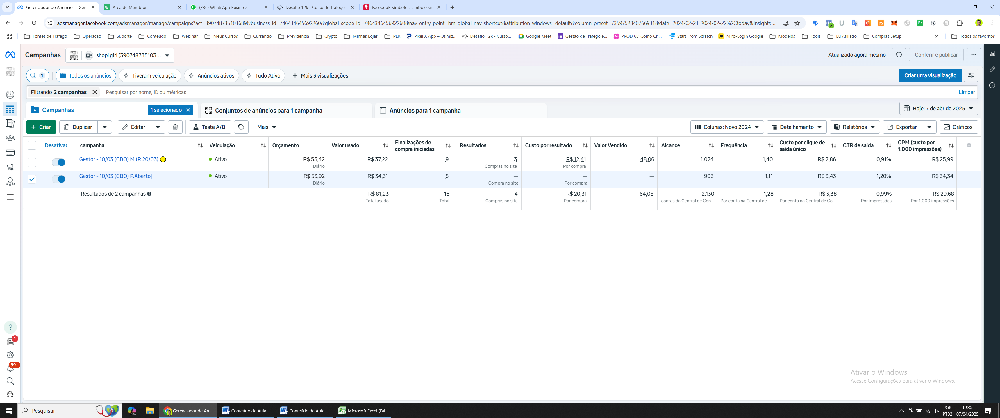 Gerenciador de Anúncios - Gere
Área de Membros
(386) WhatsApp Business
Desafio 12k - Curso de Tráfego
Facebook Símbolos: símbolo sm
adsmanager.facebook.com/adsmanager/manage/campaigns?act=390748735103689&business_id=746434645692260&global_scope_id=746434645692260&nav_entry_point=bm_global_nav_shortcut&attribution_windows=default&column_preset=7359752840766931&date=2024-02-21_2024-02-22%2Ctoday&insights_...
Fontes de Tráfego Operação Suporte Conteúdo Webinar Meus Cursos Cursando Previdência Crypto Minhas Lojas PLR Pixel X App – Otimiz... Desafio 12k - Curso... Google Meet Gestão de Tráfego e... PROD 6D Como Cri... Start From Scratch Miro-Login Google Modelos Tools Eu Afiliado Compras Setup » Todos os favoritos
Campanhas
shopi girl (390748735103...
Atualizado agora mesmo
Conferir e publicar
1
Todos os anúncios
Tiveram veiculação
Anúncios ativos
Tudo Ativo
+ Mais 3 visualizações
Criar uma visualização
Filtrando 2 campanhas
Pesquisar por nome, ID ou métricas
Limpar
Campanhas
1 selecionado
Conjuntos de anúncios para 1 campanha
Anúncios para 1 campanha
Hoje: 7 de abr de 2025
+ Criar
Duplicar
Editar
Teste A/B
Mais
Colunas: Novo 2024
Detalhamento
Relatórios
Exportar
Gráficos
Desativac
campanha
Veiculação
Orçamento
Valor usado
Finalizações de
compra iniciadas
Resultados
Custo por resultado
Valor Vendido
Alcance
Frequência
Custo por clique de
saída único
CTR de saída
CPM (custo por
1.000 impressões)
Gestor - 10/03 (CBO) M (R 20/03) Ativo R$ 55,42 R$ 37,22 9 3 R$ 12,41 48,06 1.024 1,40 R$ 2,86 0,91% R$ 25,99
Diário Compras no site Por compra
Gestor - 10/03 (CBO) P.Aberto| Ativo R$ 53,92 R$ 34,31 5 — — — 903 1,11 R$ 3,43 1,20% R$ 34,34
Diário Compra no site Por compra
Resultados de 2 campanhas R$ 81,23 16 4 R$ 20,31 64,08 2.130 1,28 R$ 3,38 0,99% R$ 29,68
Total usado Total Compras no site Por compra contas da Central de Con... Por conta na Central de ... Por conta na Central de Co... Por impressões Por 1.000 impressões
1
99+
Ativar o Windows
Acesse Configurações para ativar o Windows.
Pesquisar
Gerenciador de An...
Conteúdo da Aula ...
Conteúdo da Aula ...
Microsoft Excel (Fal...
POR
PTB2
19:35
07/04/2025